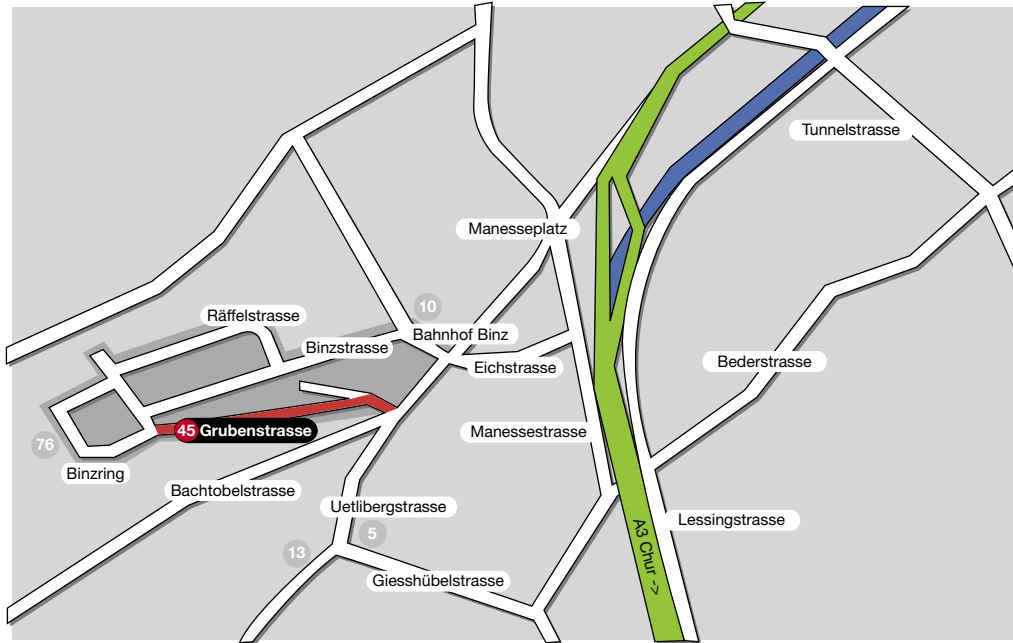 Tunnelstrasse
Manesseplatz
10
Räffelstrasse
Bahnhof Binz
Binzstrasse
Eichstrasse
Bederstrasse
45 Grubenstrasse
Manessestrasse
76
Binzring
Bachtobelstrasse
Uetlibergstrasse
Lessingstrasse
5
13
A3 Chur ->
Giesshübelstrasse